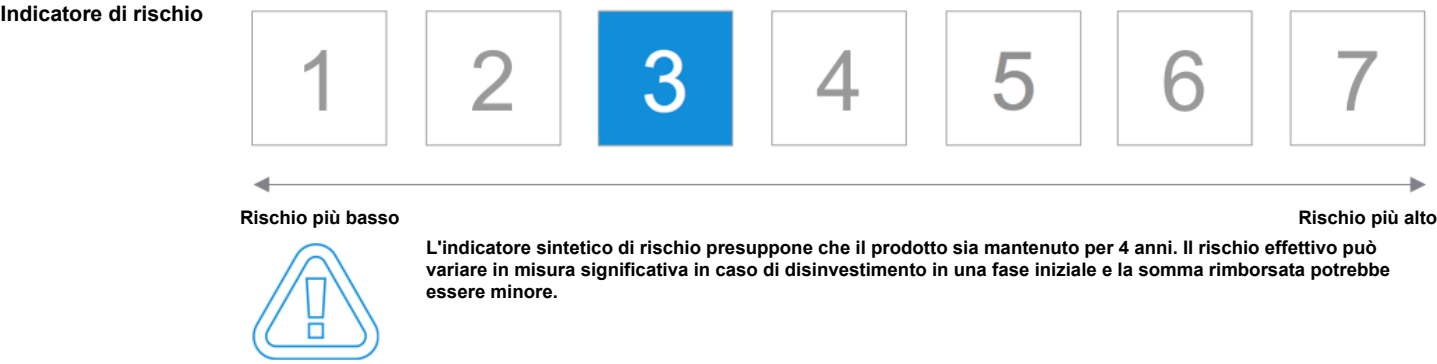 Indicatore di rischio
1 2 3 4 5 6 7
Rischio più basso Rischio più alto
L'indicatore sintetico di rischio presuppone che il prodotto sia mantenuto per 4 anni. Il rischio effettivo può
variare in misura significativa in caso di disinvestimento in una fase iniziale e la somma rimborsata potrebbe
essere minore.